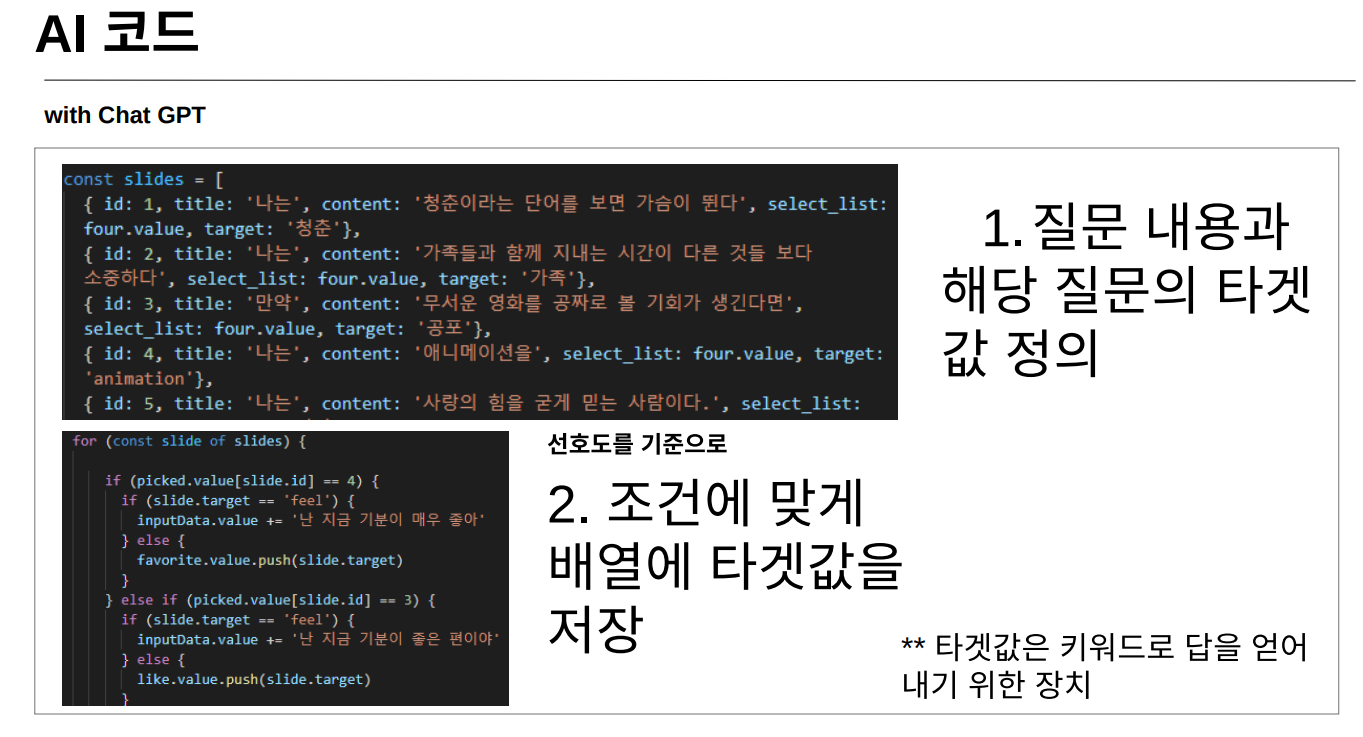 AI 코드
with Chat GPT
const slides = [
{ id: 1, title: '나는', content: '청춘이라는 단어를 보면 가슴이 뛴다', select_list:
four.value, target: '청춘'},
{ id: 2, title: '나는', content: '가족들과 함께 지내는 시간이 다른 것들 보다
소중하다', select_list: four.value, target: '가족'},
{ id: 3, title: '만약', content: '무서운 영화를 공짜로 볼 기회가 생긴다면',
select_list: four.value, target: '공포'},
{ id: 4, title: '나는', content: '애니메이션을', select_list: four.value, target:
'animation'},
{ id: 5, title: '나는', content: '사랑의 힘을 굳게 믿는 사람이다.', select_list:
1. 질문 내용과
해당 질문의 타겟
값 정의
for (const slide of slides) {
if (picked.value[slide.id] == 4) {
if (slide.target == 'feel') {
inputData.value += '난 지금 기분이 매우 좋아'
} else {
favorite.value.push(slide.target)
}
} else if (picked.value[slide.id] == 3) {
if (slide.target == 'feel') {
inputData.value += '난 지금 기분이 좋은 편이야'
} else {
like.value.push(slide.target)
}
선호도를 기준으로
2. 조건에 맞게
배열에 타겟값을
저장
** 타겟값은 키워드로 답을 얻어
내기 위한 장치